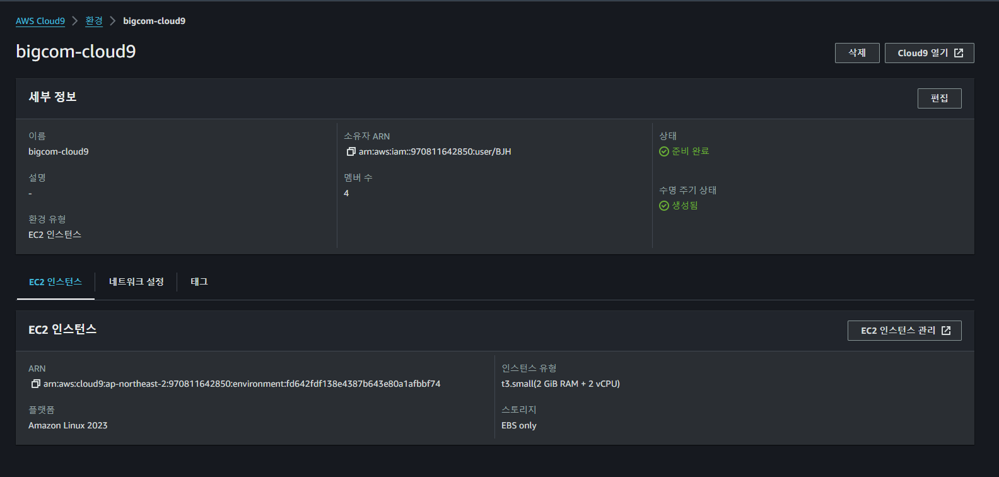 AWS Cloud9 > 환경 > bigcom-cloud9
bigcom-cloud9
삭제
Cloud9 열기
세부 정보
편집
이름
bigcom-cloud9
설명
-
환경 유형
EC2 인스턴스
소유자 ARN
arn:aws:iam::970811642850:user/BJH
멤버 수
4
상태
준비 완료
수명 주기 상태
생성됨
EC2 인스턴스
네트워크 설정
태그
EC2 인스턴스
EC2 인스턴스 관리
ARN
arn:aws:cloud9:ap-northeast-2:970811642850:environment:fd642fdf138e4387b643e80a1afbbf74
플랫폼
Amazon Linux 2023
인스턴스 유형
t3.small(2 GiB RAM + 2 vCPU)
스토리지
EBS only